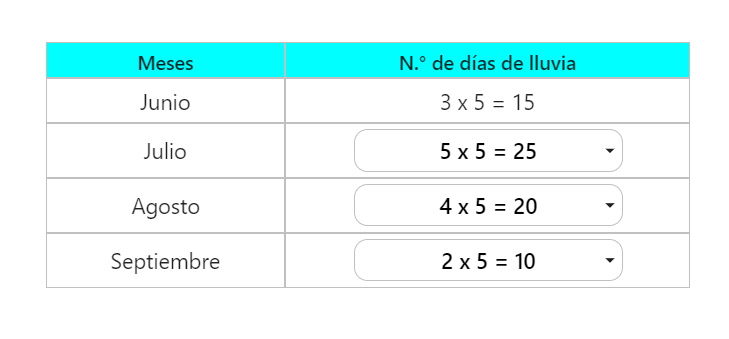 Meses N.° de días de lluvia
Junio 3 x 5 = 15
Julio 5 x 5 = 25
Agosto 4 x 5 = 20
Septiembre 2 x 5 = 10